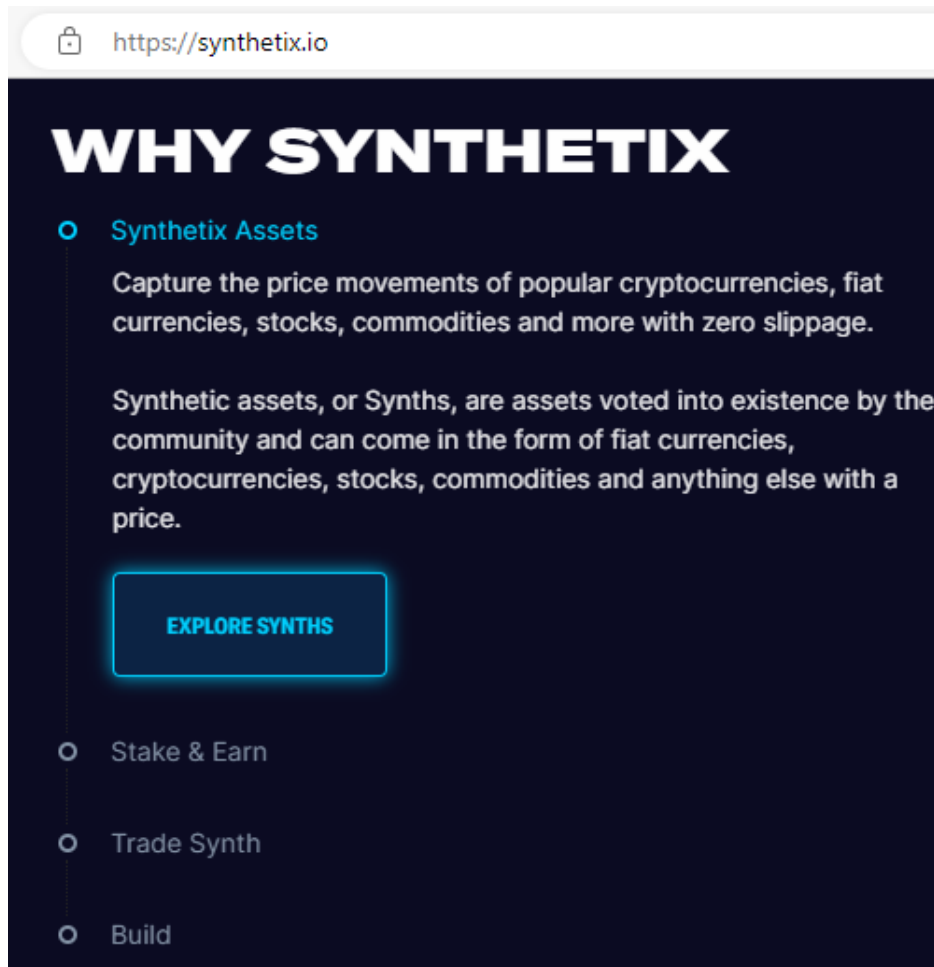 https://synthetix.io
WHY SYNTHETIX
Synthetix Assets
Capture the price movements of popular cryptocurrencies, fiat
currencies, stocks, commodities and more with zero slippage.
Synthetic assets, or Synths, are assets voted into existence by the
community and can come in the form of fiat currencies,
cryptocurrencies, stocks, commodities and anything else with a
price.
EXPLORE SYNTHS
Stake & Earn
Trade Synth
Build